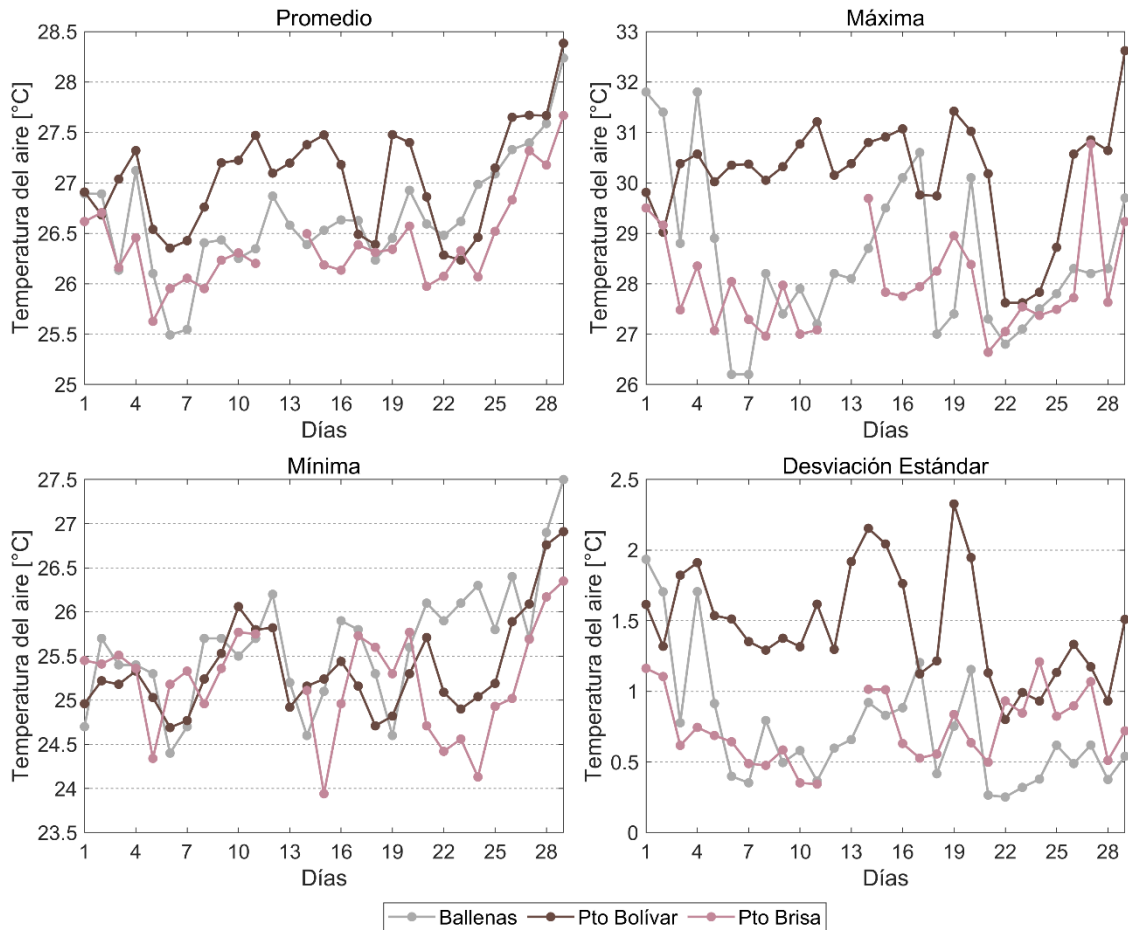 Promedio
Temperatura del aire [°C]
28.5
28
27.5
27
26.5
26
25.5
25
1 4 7 10 13 16 19 22 25 28
Días
Máxima
Temperatura del aire [°C]
33
32
31
30
29
28
27
26
1 4 7 10 13 16 19 22 25 28
Días
Mínima
Temperatura del aire [°C]
27.5
27
26.5
26
25.5
25
24.5
24
23.5
1 4 7 10 13 16 19 22 25 28
Días
Desviación Estándar
Temperatura del aire [°C]
2.5
2
1.5
1
0.5
0
1 4 7 10 13 16 19 22 25 28
Días
Ballenas Pto Bolívar Pto Brisa